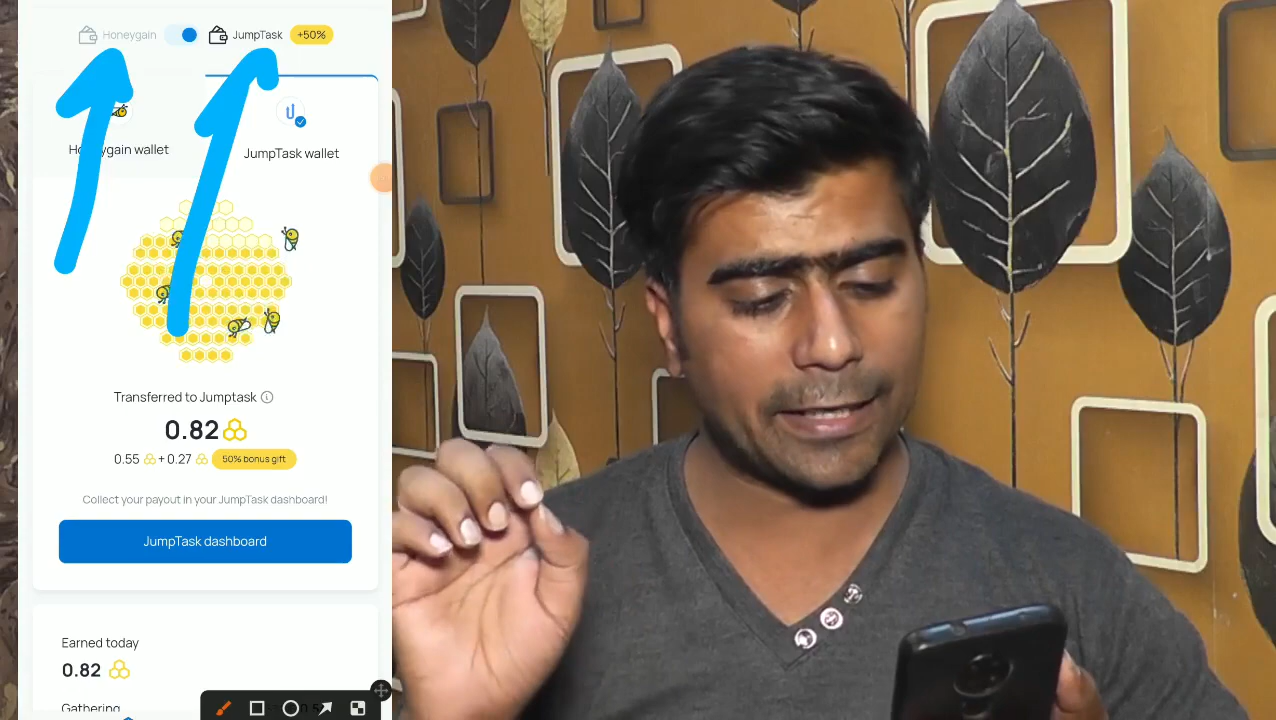 Honeygain JumpTask +50%
Honeygain wallet
JumpTask wallet
Transferred to Jumptask
0.82
0.55 + 0.27 50% bonus gift
Collect your payout in your JumpTask dashboard!
JumpTask dashboard
Earned today
0.82
Gathering